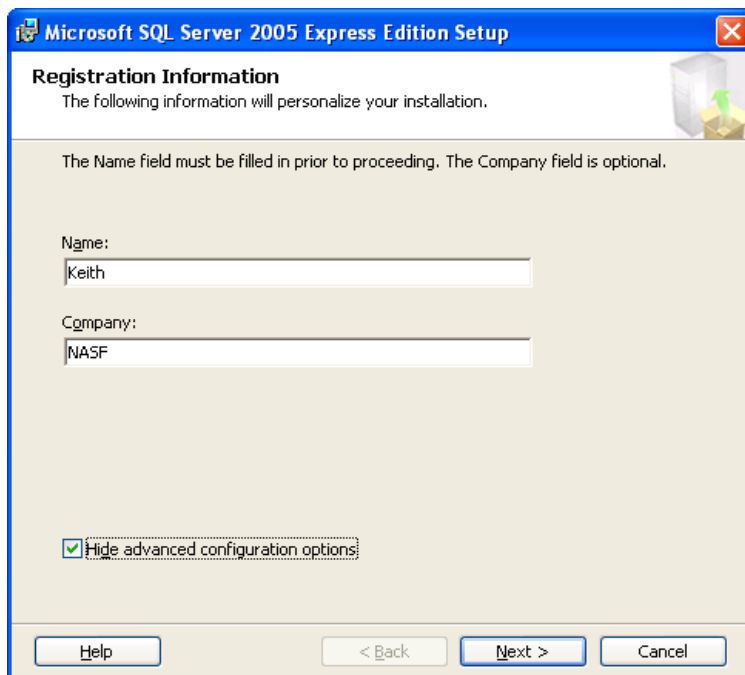 Microsoft SQL Server 2005 Express Edition Setup
Registration Information
The following information will personalize your installation.
The Name field must be filled in prior to proceeding. The Company field is optional.
Name:
Keith
Company:
NASF
Hide advanced configuration options
Help
< Back
Next >
Cancel